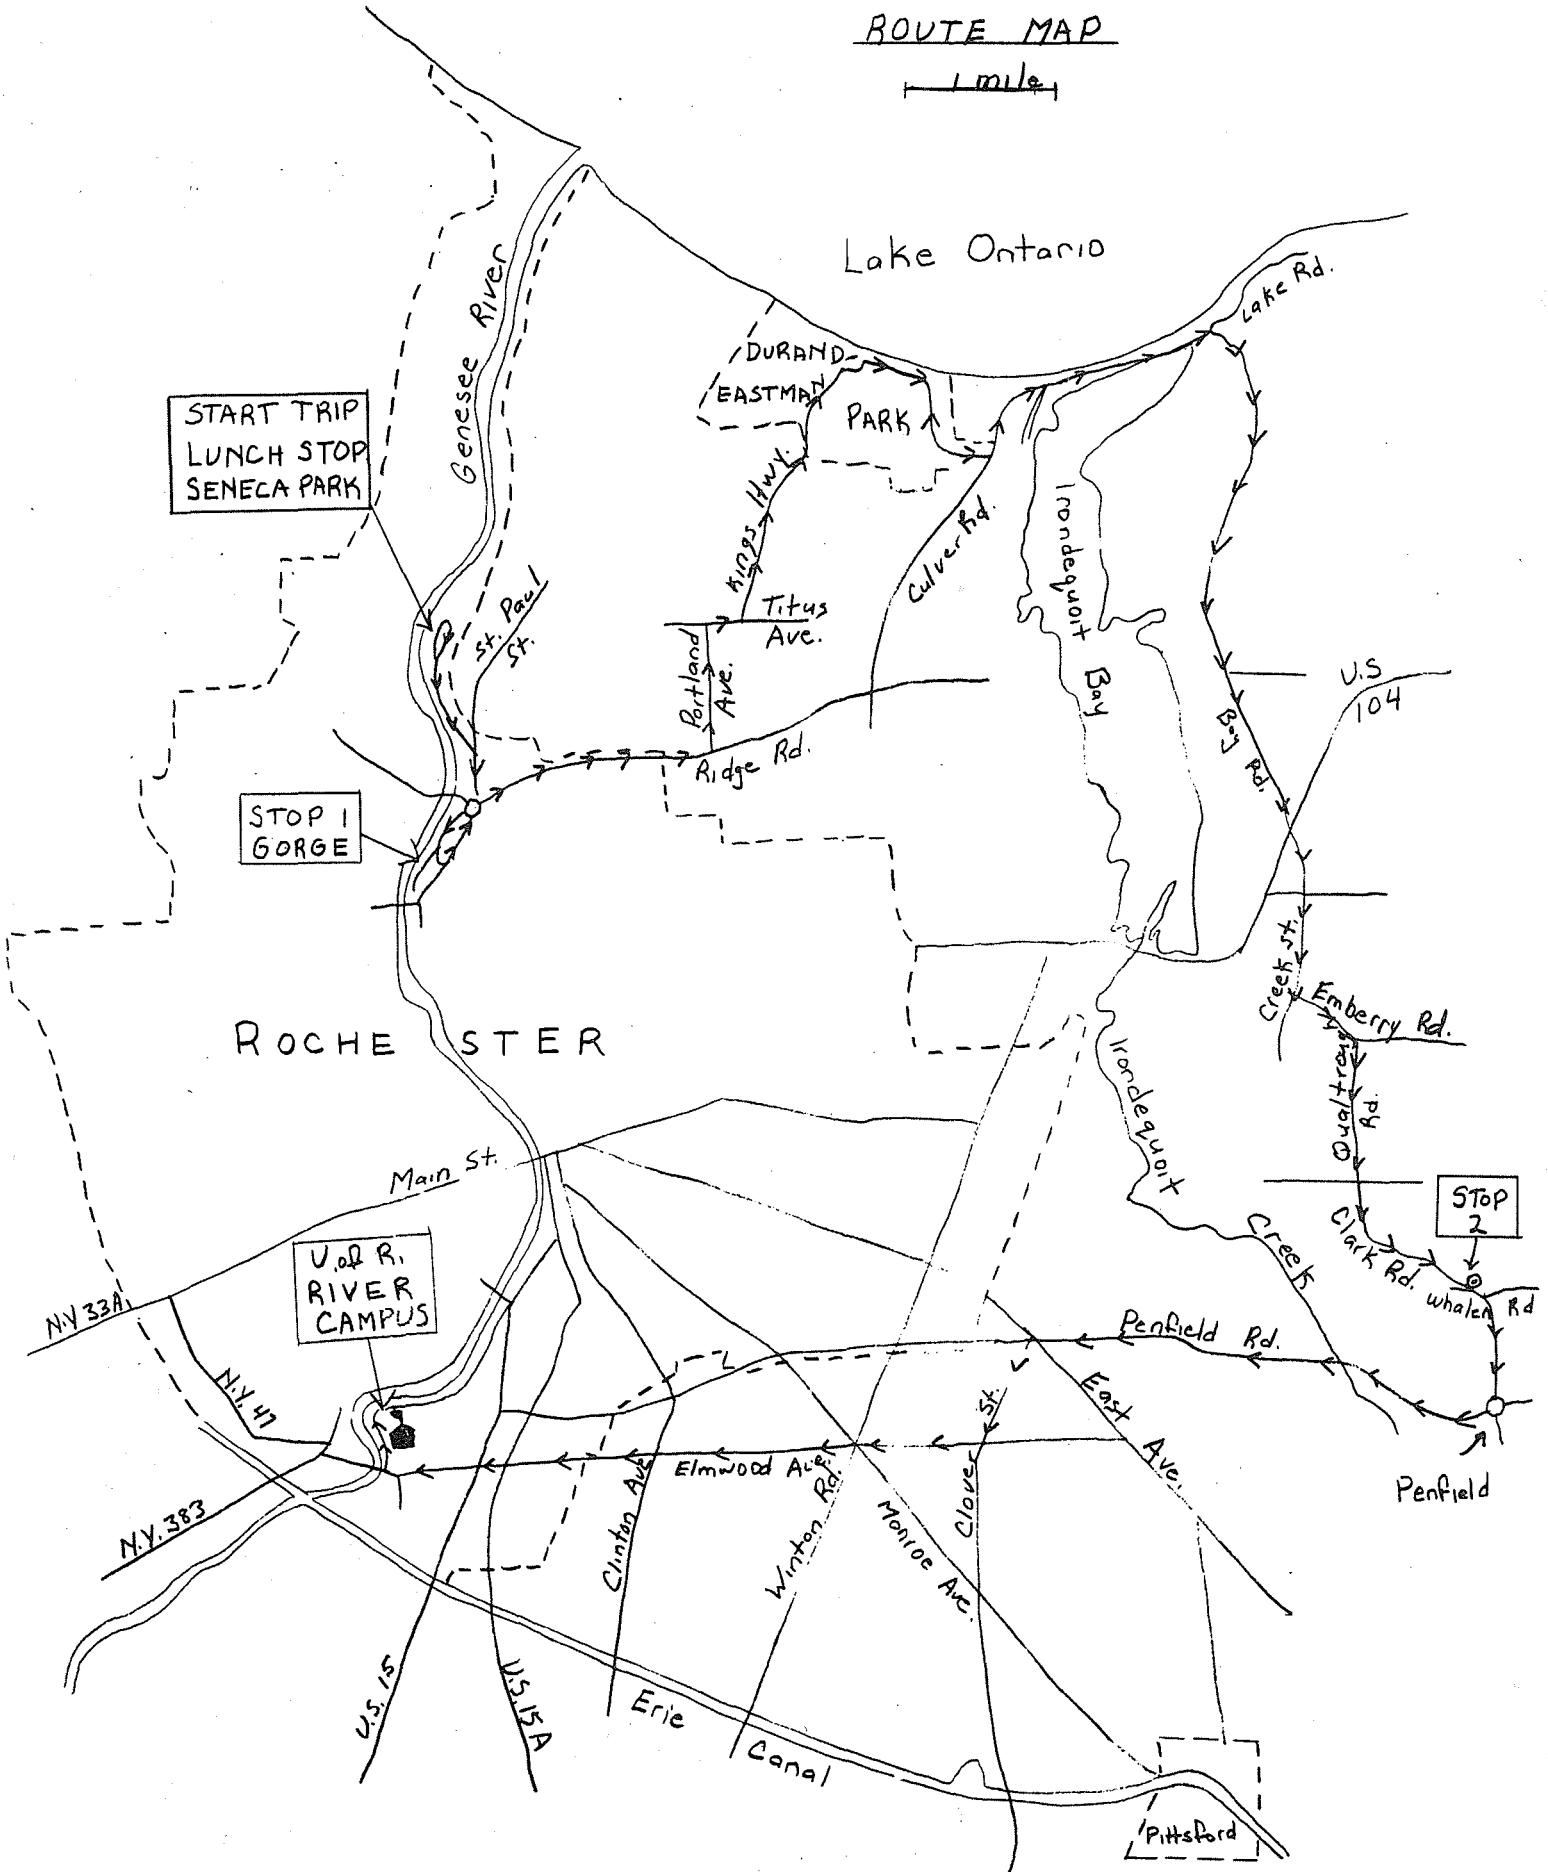 ROUTE MAP
1 mile
Lake Ontario
Lake Rd.
Genesee River
DURAND-
EASTMAN
PARK
START TRIP
LUNCH STOP
SENECA PARK
Kings Hwy.
Culver Rd.
Irondequoit Bay
St. Paul
St.
Titus
Ave.
Portland
Ave.
U.S
104
Bay Rd.
Ridge Rd.
STOP 1
GORGE
Creek St.
Emberry Rd.
ROCHESTER
Irondequoit
Creek
Rd.
Main St.
STOP
2
Clark Rd.
Whalen Rd
U. of R.
RIVER
CAMPUS
N.Y 33A
Penfield Rd.
N.Y. 47
East
Ave.
St.
Clover
Elmwood Ave.
Penfield
N.Y. 383
Clinton Ave
Winton Rd.
Monroe Ave.
U.S. 15
U.S. 15A
Erie
Canal
Pittsford